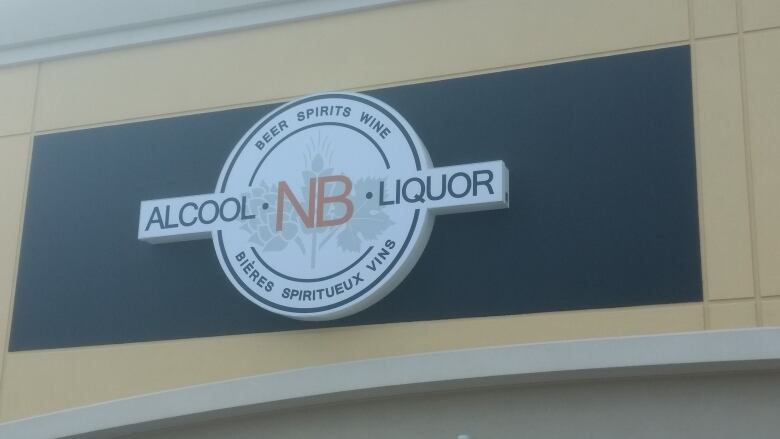 BEER SPIRITS WINE
ALCOOL · NB · LIQUOR
BIÈRES SPIRITUEUX VINS